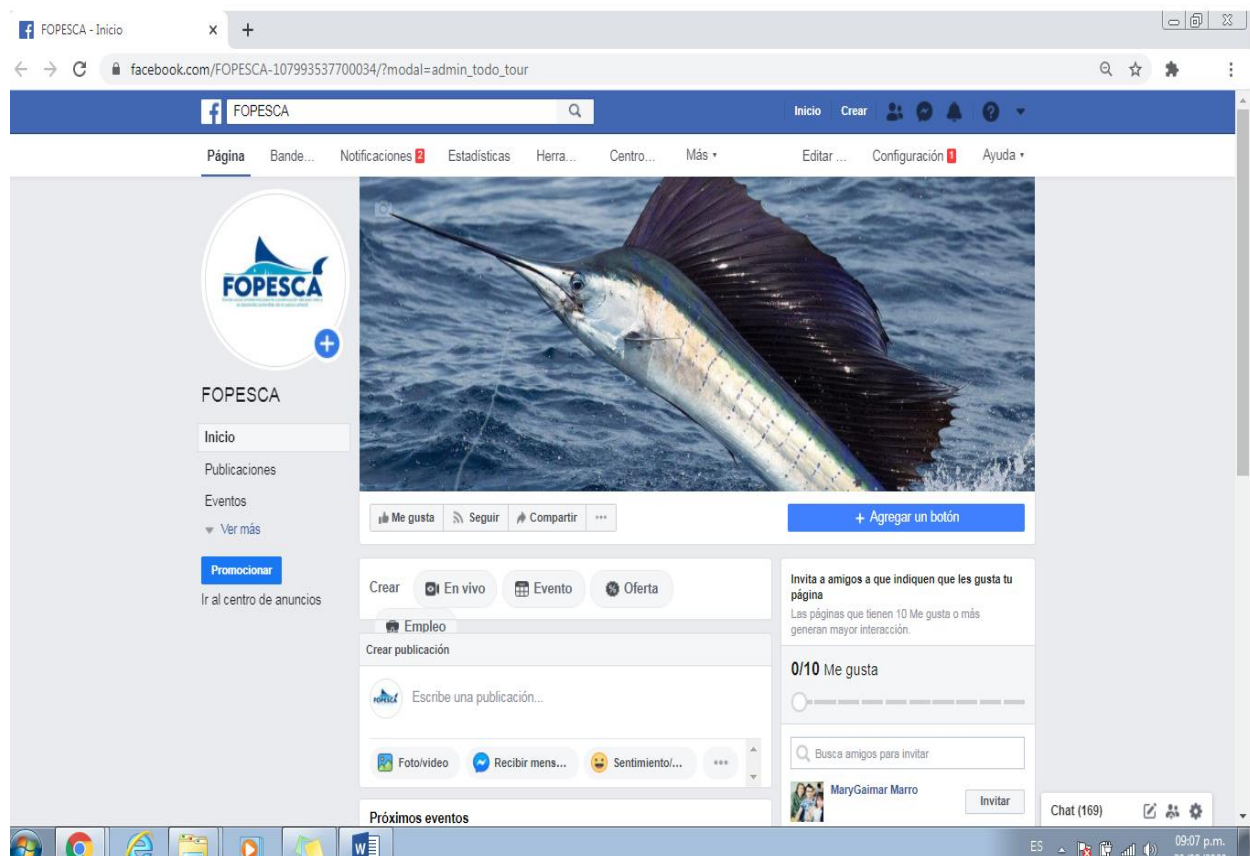 FOPESCA - Inicio
facebook.com/FOPESCA-107993537700034/?modal=admin_todo_tour
FOPESCA
Inicio Crear
Página Bande... Notificaciones 2 Estadísticas Herra... Centro... Más Editar ... Configuración 1 Ayuda
FOPESCA
FOPESCA
Inicio
Publicaciones
Eventos
Ver más
Promocionar
Ir al centro de anuncios
Me gusta Seguir Compartir ...
+ Agregar un botón
Crear En vivo Evento Oferta
Empleo
Crear publicación
FOPESCA
Escribe una publicación...
Foto/video Recibir mens... Sentimiento/... ...
Próximos eventos
Invita a amigos a que indiquen que les gusta tu
página
Las páginas que tienen 10 Me gusta o más
generan mayor interacción.
0/10 Me gusta
Busca amigos para invitar
MaryGaimar Marro
Invitar
Chat (169)
ES
09:07 p.m.